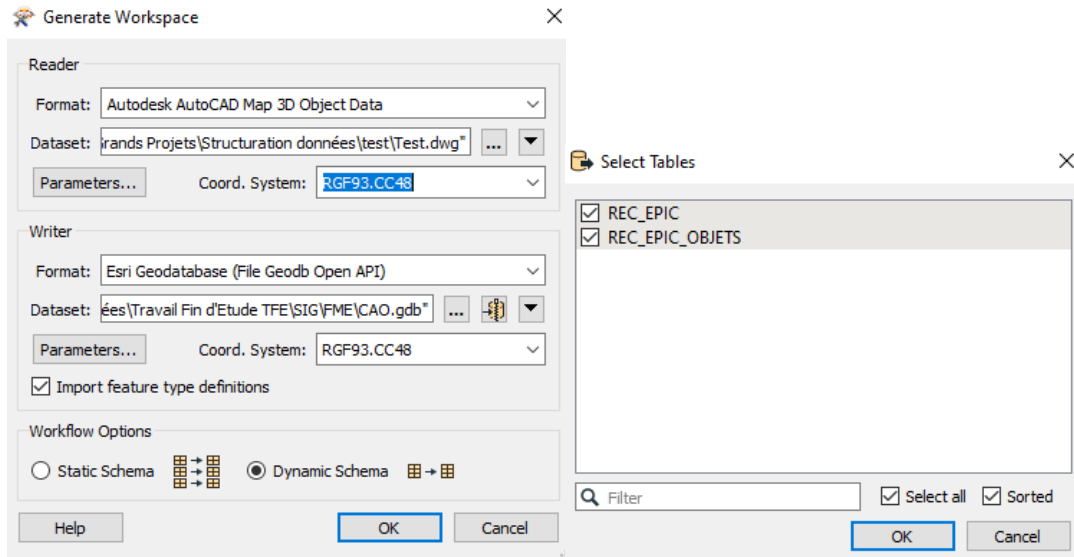 Generate Workspace
Reader
Format: Autodesk AutoCAD Map 3D Object Data
Dataset: Grands Projets\Structuration données\test\Test.dwg" ...
Parameters... Coord. System: RGF93.CC48
Writer
Format: Esri Geodatabase (File Geodb Open API)
Dataset: ées\Travail Fin d'Etude TFE\SIG\FME\CAO.gdb" ...
Parameters... Coord. System: RGF93.CC48
Import feature type definitions
Workflow Options
Static Schema Dynamic Schema
Help OK Cancel
Select Tables
REC_EPIC
REC_EPIC_OBJETS
Filter Select all Sorted
OK Cancel